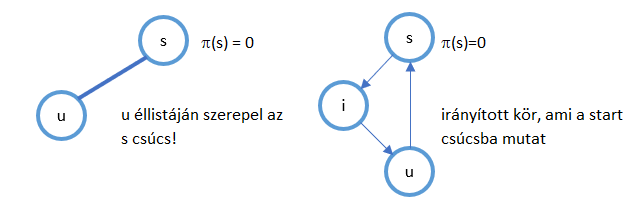 s
π(s) = 0
u
u éllistáján szerepel az
s csúcs!
s
π(s)=0
i
irányított kör, ami a start
csúcsba mutat
u